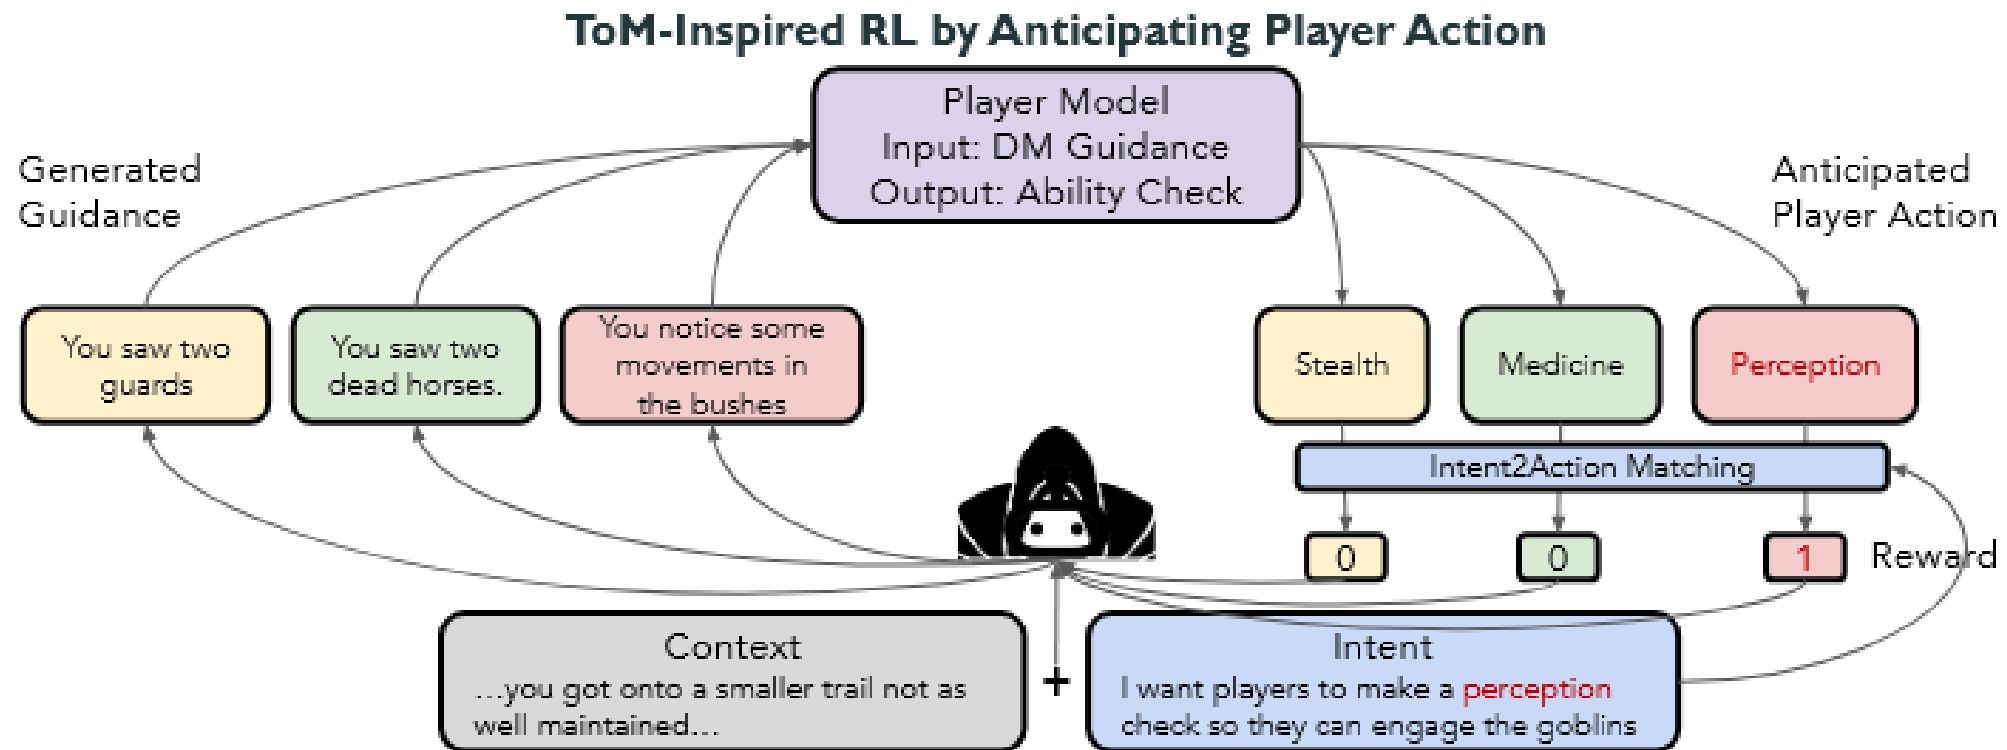 ToM-Inspired RL by Anticipating Player Action
Player Model
Input: DM Guidance
Output: Ability Check
Generated
Guidance
Anticipated
Player Action
You saw two
guards
You saw two
dead horses.
You notice some
movements in
the bushes
Stealth
Medicine
Perception
Intent2Action Matching
0
0
1
Reward
Context
...you got onto a smaller trail not as
well maintained...
+
Intent
I want players to make a perception
check so they can engage the goblins